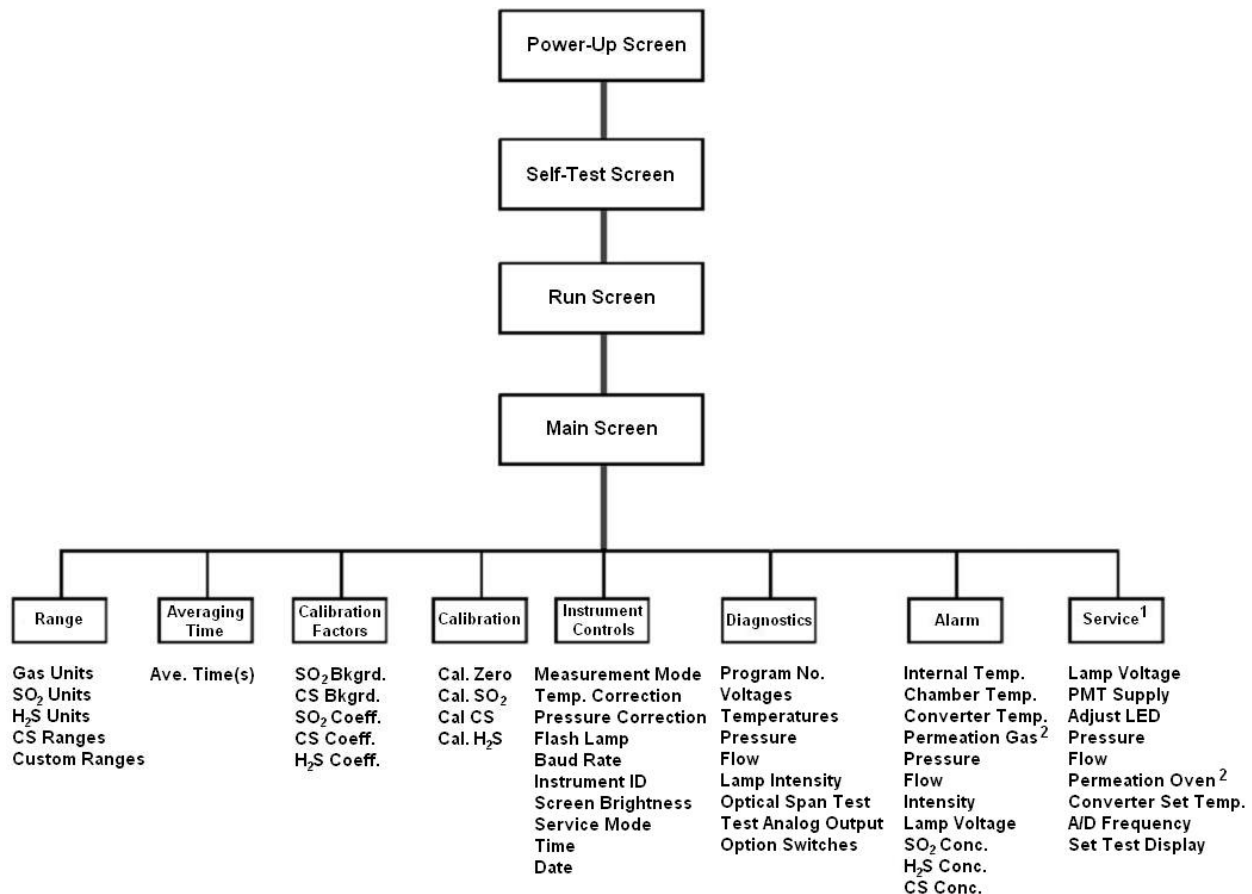 Power-Up Screen
Self-Test Screen
Run Screen
Main Screen
Range
Gas Units
SO₂ Units
H₂S Units
CS Ranges
Custom Ranges
Averaging
Time
Ave. Time(s)
Calibration
Factors
SO₂ Bkgrd.
CS Bkgrd.
SO₂ Coeff.
CS Coeff.
H₂S Coeff.
Calibration
Cal. Zero
Cal. SO₂
Cal CS
Cal. H₂S
Instrument
Controls
Measurement Mode
Temp. Correction
Pressure Correction
Flash Lamp
Baud Rate
Instrument ID
Screen Brightness
Service Mode
Time
Date
Diagnostics
Program No.
Voltages
Temperatures
Pressure
Flow
Lamp Intensity
Optical Span Test
Test Analog Output
Option Switches
Alarm
Internal Temp.
Chamber Temp.
Converter Temp.
Permeation Gas²
Pressure
Flow
Intensity
Lamp Voltage
SO₂ Conc.
H₂S Conc.
CS Conc.
Service¹
Lamp Voltage
PMT Supply
Adjust LED
Pressure
Flow
Permeation Oven²
Converter Set Temp.
A/D Frequency
Set Test Display